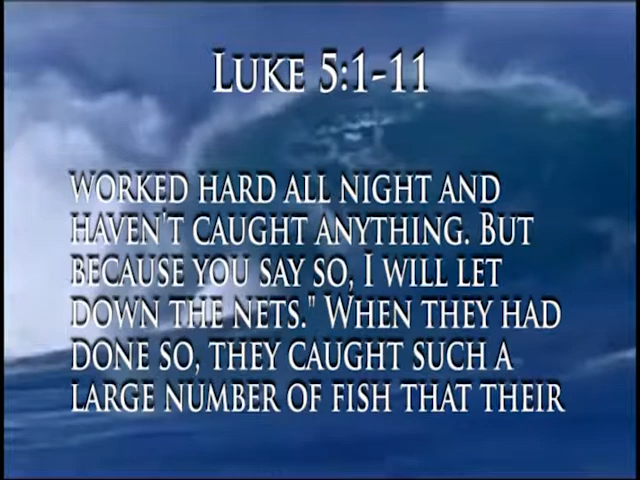 Luke 5:1-11
worked hard all night and
haven't caught anything. But
because you say so, I will let
down the nets." When they had
done so, they caught such a
large number of fish that their